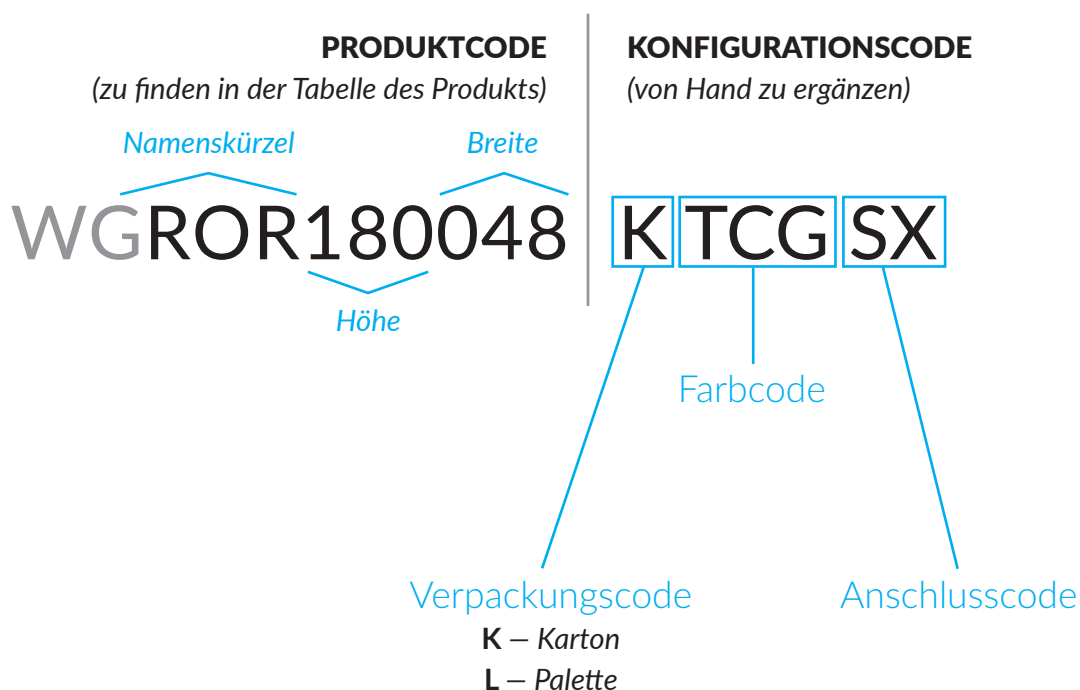 PRODUKTCODE
(zu finden in der Tabelle des Produkts)
KONFIGURATIONSCODE
(von Hand zu ergänzen)
Namenskürzel
Breite
WGROR180048 K TCG SX
Höhe
Farbcode
Verpackungscode
K – Karton
L – Palette
Anschlusscode